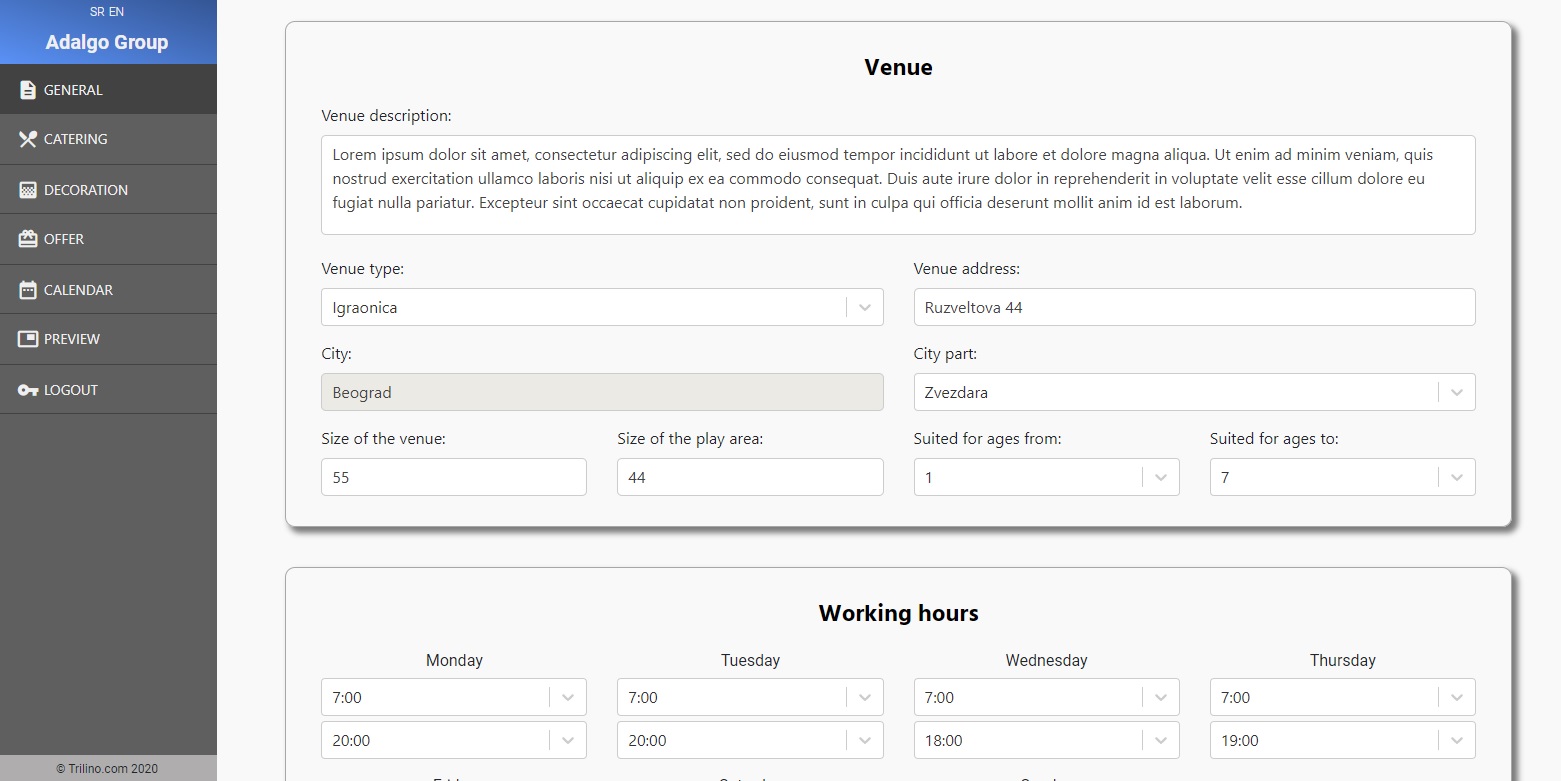 SR EN
Adalgo Group
GENERAL
CATERING
DECORATION
OFFER
CALENDAR
PREVIEW
LOGOUT
© Trilino.com 2020
Venue
Venue description:
Lorem ipsum dolor sit amet, consectetur adipiscing elit, sed do eiusmod tempor incididunt ut labore et dolore magna aliqua. Ut enim ad minim veniam, quis
nostrud exercitation ullamco laboris nisi ut aliquip ex ea commodo consequat. Duis aute irure dolor in reprehenderit in voluptate velit esse cillum dolore eu
fugiat nulla pariatur. Excepteur sint occaecat cupidatat non proident, sunt in culpa qui officia deserunt mollit anim id est laborum.
Venue type: Venue address:
Igraonica Ruzveltova 44
City: City part:
Beograd Zvezdara
Size of the venue: Size of the play area: Suited for ages from: Suited for ages to:
55 44 1 7
Working hours
Monday Tuesday Wednesday Thursday
7:00 7:00 7:00 7:00
20:00 20:00 18:00 19:00